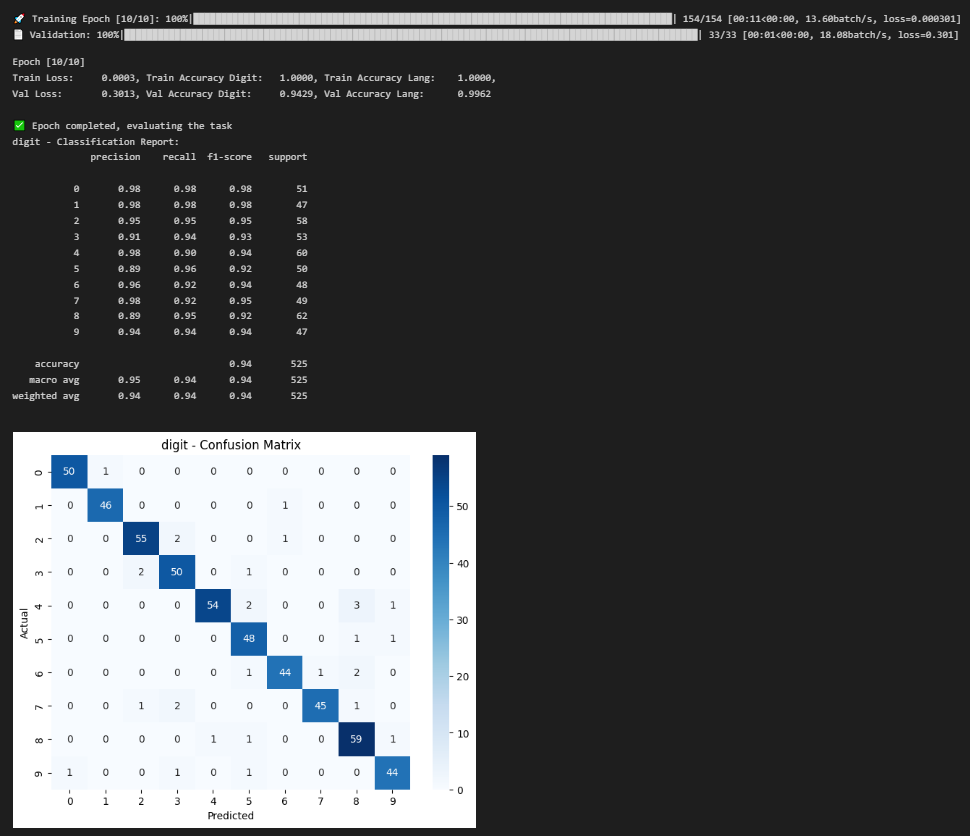 🚀 Training Epoch [10/10]: 100%|██████████| 154/154 [00:11<00:00, 13.60batch/s, loss=0.000301]
🧾 Validation: 100%|██████████| 33/33 [00:01<00:00, 18.08batch/s, loss=0.301]
Epoch [10/10]
Train Loss: 0.0003, Train Accuracy Digit: 1.0000, Train Accuracy Lang: 1.0000,
Val Loss: 0.3013, Val Accuracy Digit: 0.9429, Val Accuracy Lang: 0.9962
✅ Epoch completed, evaluating the task
digit - Classification Report:
precision recall f1-score support
0 0.98 0.98 0.98 51
1 0.98 0.98 0.98 47
2 0.95 0.95 0.95 58
3 0.91 0.94 0.93 53
4 0.98 0.90 0.94 60
5 0.89 0.96 0.92 50
6 0.96 0.92 0.94 48
7 0.98 0.92 0.95 49
8 0.89 0.95 0.92 62
9 0.94 0.94 0.94 47
accuracy 0.94 525
macro avg 0.95 0.94 0.94 525
weighted avg 0.94 0.94 0.94 525
digit - Confusion Matrix
0 50 1 0 0 0 0 0 0 0 0
1 0 46 0 0 0 0 1 0 0 0
2 0 0 55 2 0 0 1 0 0 0
3 0 0 2 50 0 1 0 0 0 0
4 0 0 0 0 54 2 0 0 3 1
5 0 0 0 0 0 48 0 0 1 1
6 0 0 0 0 0 1 44 1 2 0
7 0 0 1 2 0 0 0 45 1 0
8 0 0 0 0 1 1 0 0 59 1
9 1 0 0 1 0 1 0 0 0 44
0 1 2 3 4 5 6 7 8 9
Predicted
Actual
50
40
30
20
10
0